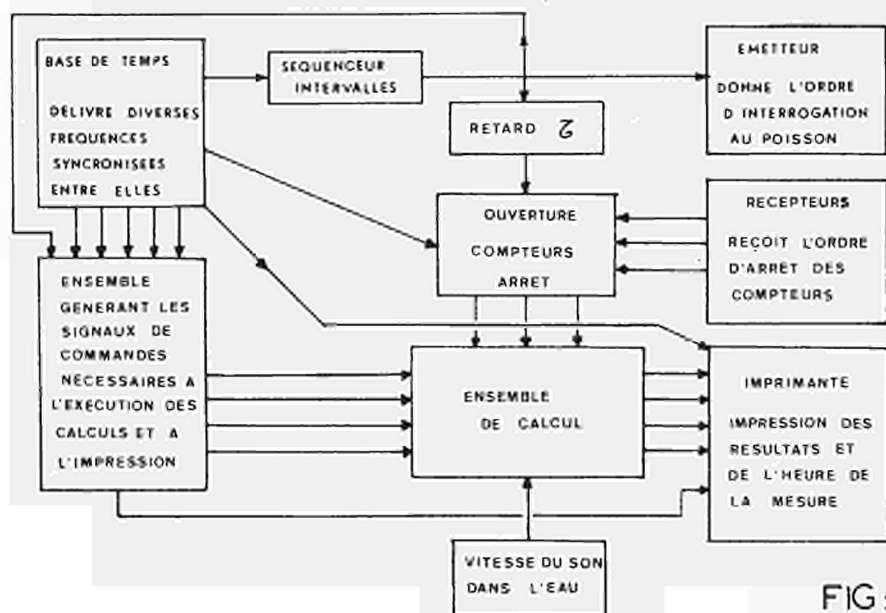 BASE DE TEMPS
DELIVRE DIVERSES
FREQUENCES
SYNCRONISEES
ENTRE ELLES
SEQUENCEUR
INTERVALLES
EMETTEUR
DONNE L'ORDRE
D INTERROGATION
AU POISSON
RETARD
OUVERTURE
COMPTEURS
ARRET
RECEPTEURS
REÇOIT L'ORDRE
D'ARRET DES
COMPTEURS
ENSEMBLE
GENERANT LES
SIGNAUX DE
COMMANDES
NECESSAIRES A
L'EXECUTION DES
CALCULS ET A
L'IMPRESSION
ENSEMBLE
DE CALCUL
IMPRIMANTE
IMPRESSION DES
RESULTATS ET
DE L'HEURE DE
LA MESURE
VITESSE DU SON
DANS L'EAU
FIG